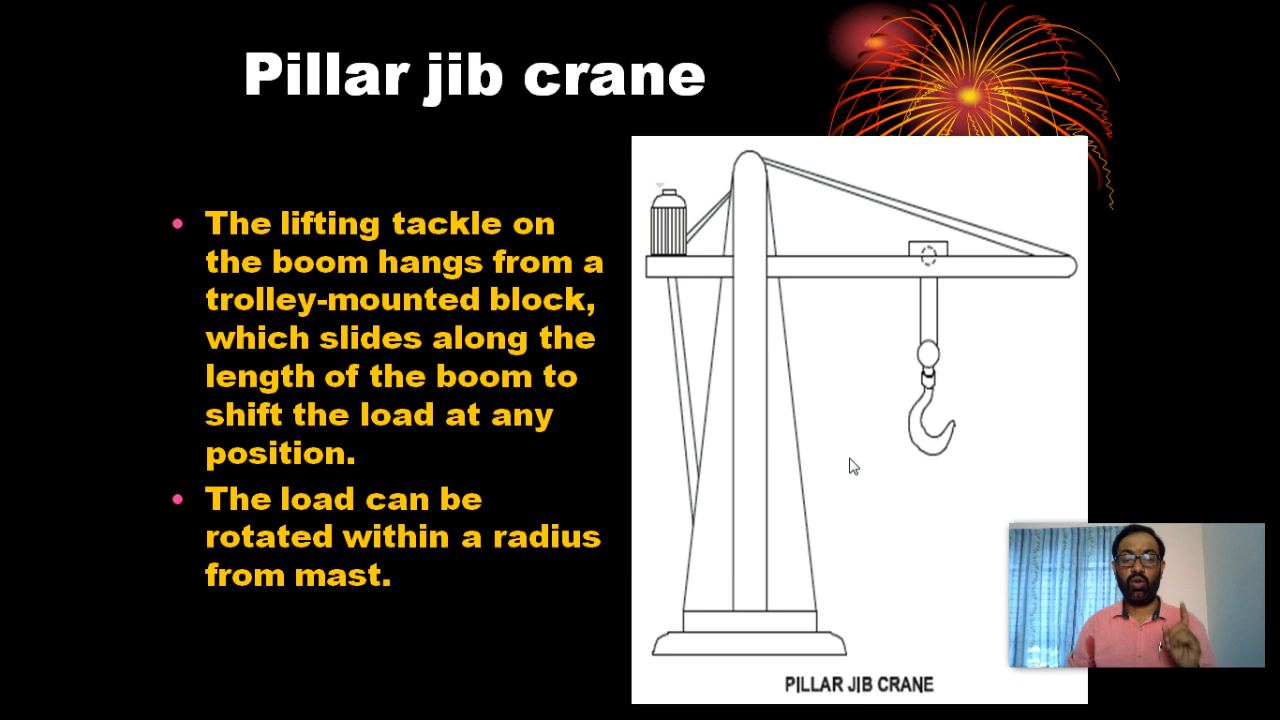 Pillar jib crane
• The lifting tackle on
the boom hangs from a
trolley-mounted block,
which slides along the
length of the boom to
shift the load at any
position.
• The load can be
rotated within a radius
from mast.
PILLAR JIB CRANE